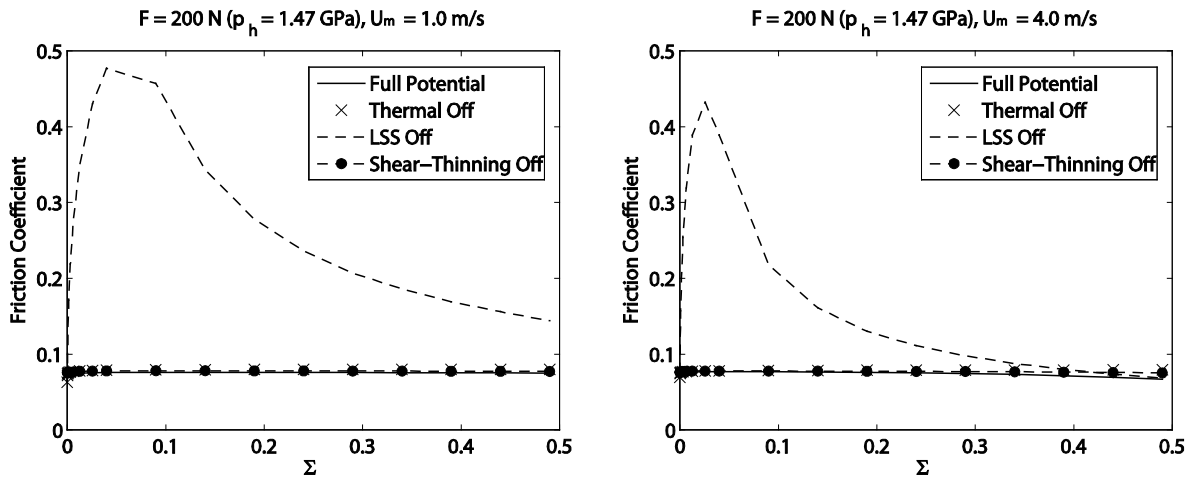 F = 200 N (p h = 1.47 GPa), Um = 1.0 m/s
0.5
0.4
0.3
0.2
0.1
0
Friction Coefficient
Full Potential
Thermal Off
LSS Off
Shear–Thinning Off
0 0.1 0.2 0.3 0.4 0.5
Σ
F = 200 N (p h = 1.47 GPa), Um = 4.0 m/s
0.5
0.4
0.3
0.2
0.1
0
Friction Coefficient
Full Potential
Thermal Off
LSS Off
Shear–Thinning Off
0 0.1 0.2 0.3 0.4 0.5
Σ